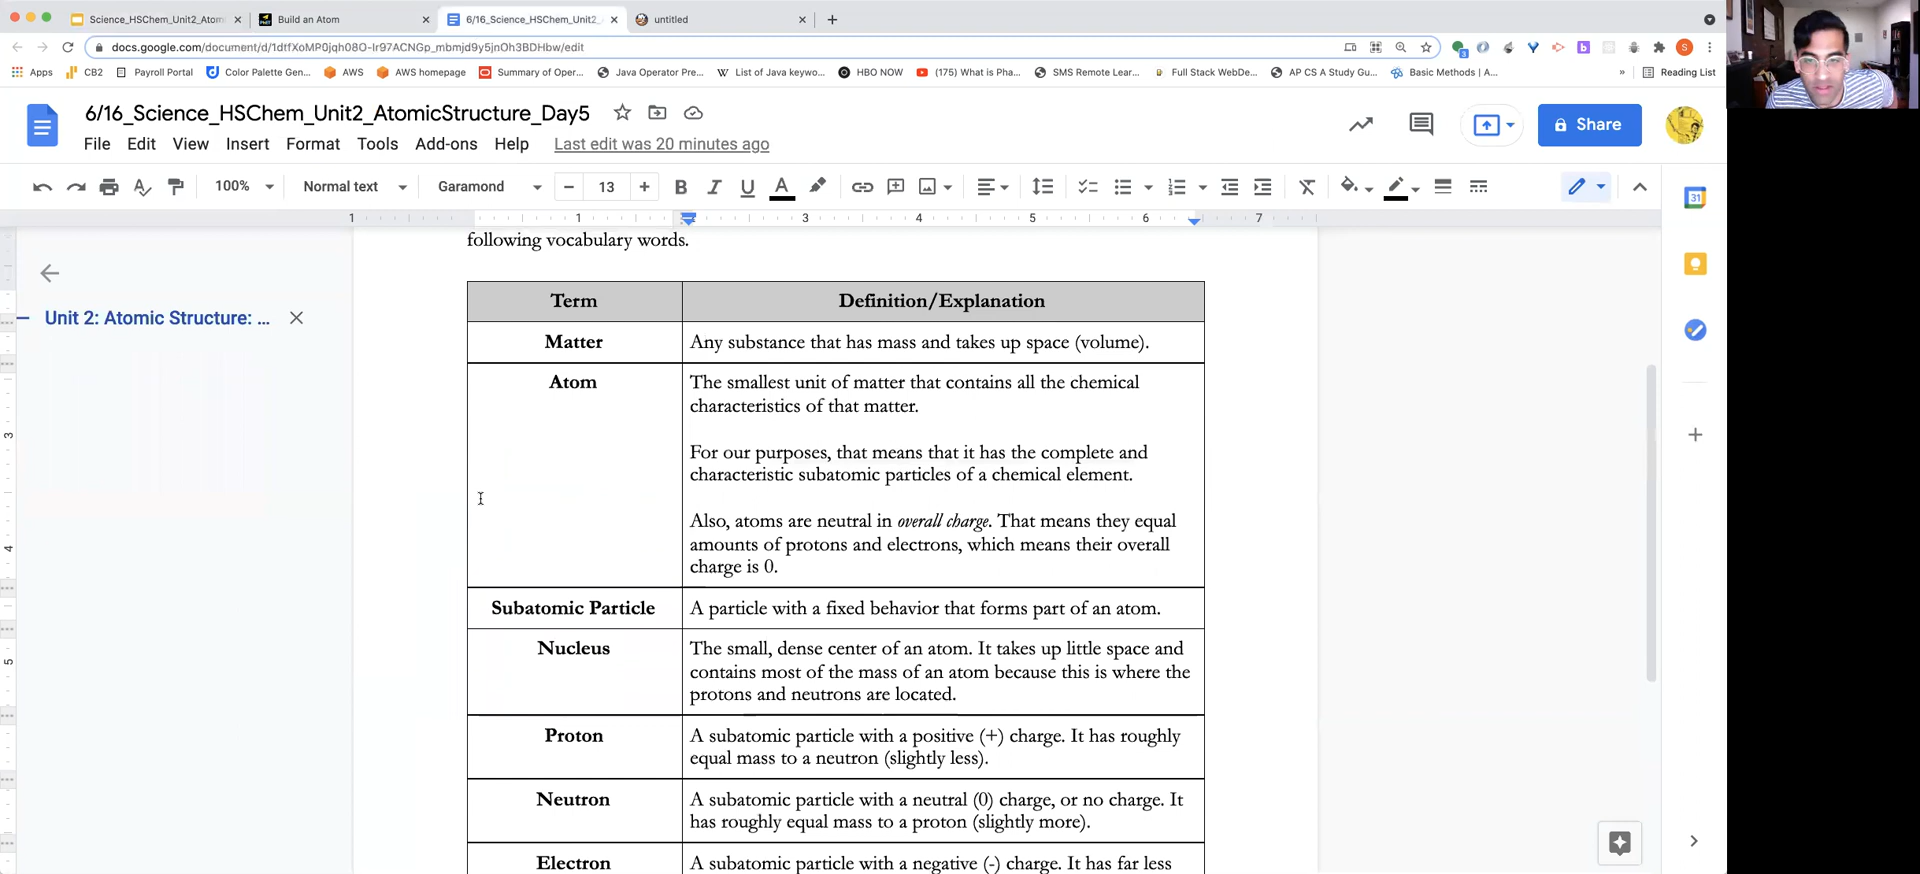 Science_HSChem_Unit2_Atom
Build an Atom
6/16_Science_HSChem_Unit2_
untitled
docs.google.com/document/d/1dtfXoMP0jqh08O-Ir97ACNGp_mbmjd9y5jnOh3BDHbw/edit
Apps
CB2
Payroll Portal
Color Palette Gen...
AWS
AWS homepage
Summary of Oper...
Java Operator Pre...
List of Java keywo...
HBO NOW
(175) What is Pha...
SMS Remote Lear...
Full Stack WebDe...
AP CS A Study Gu...
Basic Methods | A...
»
Reading List
6/16_Science_HSChem_Unit2_AtomicStructure_Day5
Share
File Edit View Insert Format Tools Add-ons Help Last edit was 20 minutes ago
100% Normal text Garamond 13 B I U A
31
1 1 3 4 5 6 7
3
4
5
Unit 2: Atomic Structure: ...
following vocabulary words.
Term
Definition/Explanation
Matter
Any substance that has mass and takes up space (volume).
Atom
The smallest unit of matter that contains all the chemical
characteristics of that matter.
For our purposes, that means that it has the complete and
characteristic subatomic particles of a chemical element.
Also, atoms are neutral in overall charge. That means they equal
amounts of protons and electrons, which means their overall
charge is 0.
Subatomic Particle
A particle with a fixed behavior that forms part of an atom.
Nucleus
The small, dense center of an atom. It takes up little space and
contains most of the mass of an atom because this is where the
protons and neutrons are located.
Proton
A subatomic particle with a positive (+) charge. It has roughly
equal mass to a neutron (slightly less).
Neutron
A subatomic particle with a neutral (0) charge, or no charge. It
has roughly equal mass to a proton (slightly more).
Electron
A subatomic particle with a negative (-) charge. It has far less